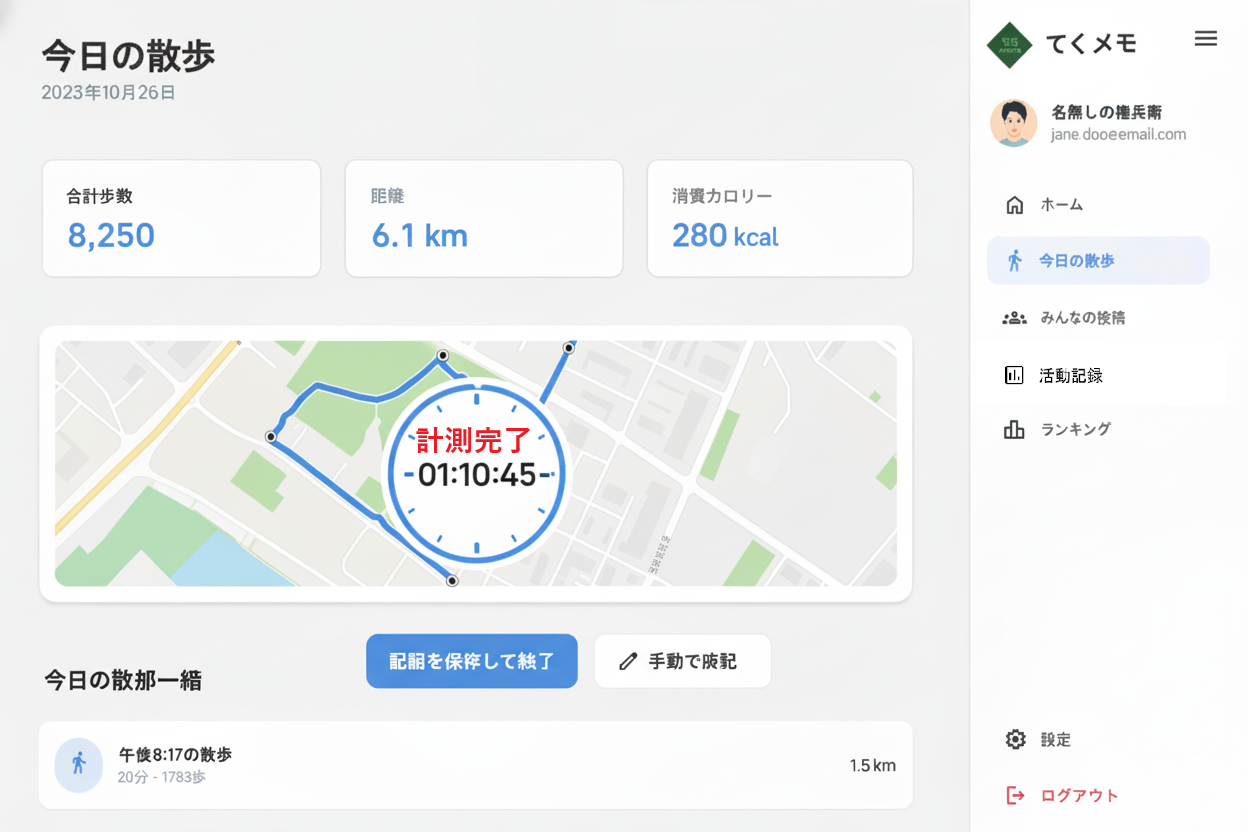 今日の散歩
2023年10月26日
合計歩数
8,250
距離
6.1 km
消費カロリー
280 kcal
計測完了
01:10:45
を保存して終了
手動で
今日の散
一
午後8:17の散歩
20分 - 1783歩
1.5 km
てくメモ
名無しの権兵衛
jane.dooeemail.com
ホーム
今日の散歩
みんなの投稿
活動記録
ランキング
設定
ログアウト